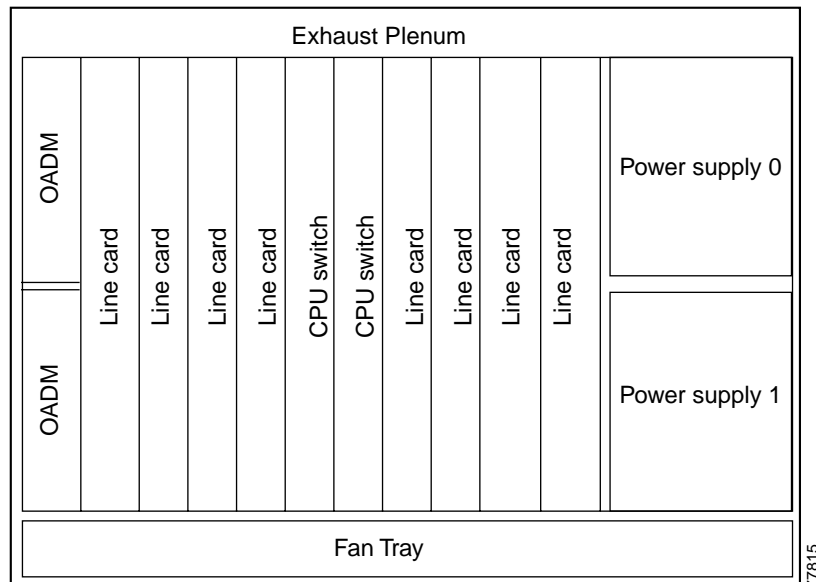 Exhaust Plenum
OADM
OADM
Line card
Line card
Line card
Line card
CPU switch
CPU switch
Line card
Line card
Line card
Line card
Power supply 0
Power supply 1
Fan Tray
77815